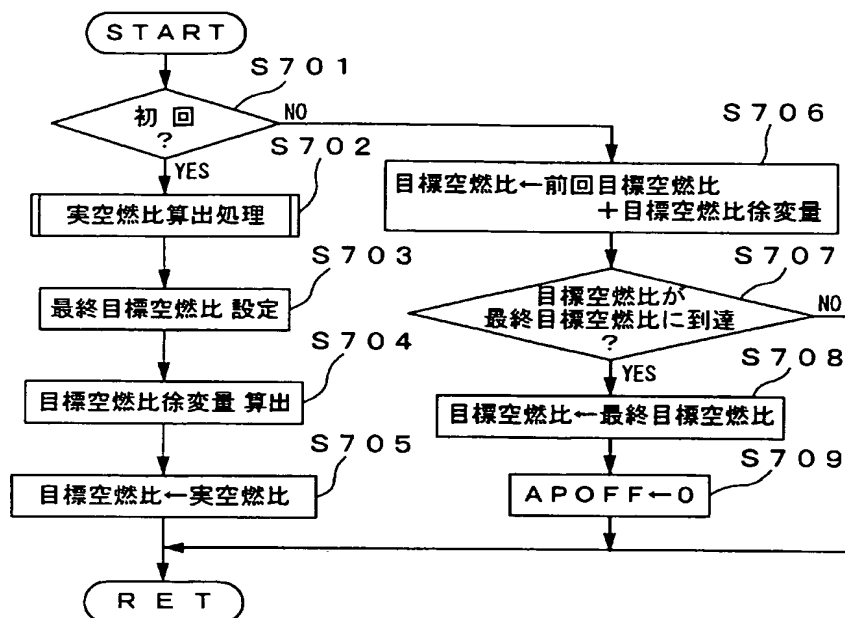 START
S701
初回
?
NO
YES
S702
実空燃比算出処理
S703
最終目標空燃比 設定
S704
目標空燃比徐変量 算出
S705
目標空燃比←実空燃比
S706
目標空燃比←前回目標空燃比
+目標空燃比徐変量
S707
目標空燃比が
最終目標空燃比に到達
?
NO
YES
S708
目標空燃比←最終目標空燃比
S709
APOFF←0
RET